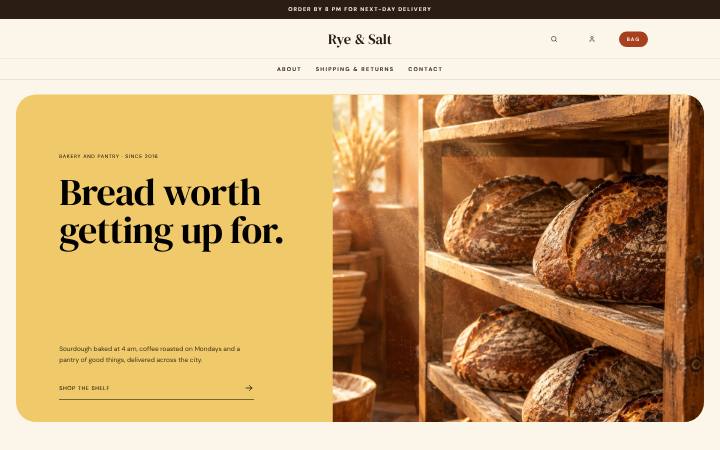 ORDER BY 8 PM FOR NEXT-DAY DELIVERY
Rye & Salt
BAG
ABOUT SHIPPING & RETURNS CONTACT
BAKERY AND PANTRY · SINCE 2016
Bread worth
getting up for.
Sourdough baked at 4 am, coffee roasted on Mondays and a
pantry of good things, delivered across the city.
SHOP THE SHELF